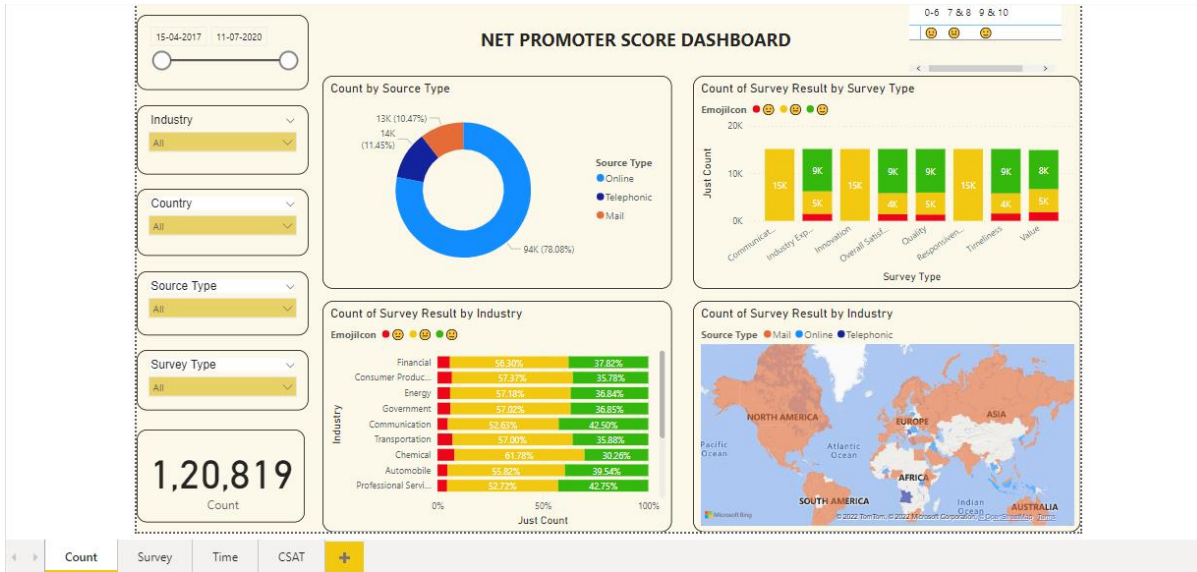 0-6 7 & 8 9 & 10
15-04-2017 11-07-2020
NET PROMOTER SCORE DASHBOARD
Industry
All
Country
All
Source Type
All
Survey Type
All
1,20,819
Count
Count by Source Type
13K (10.47%)
14K
(11.45%)
94K (78.08%)
Source Type
Online
Telephonic
Mail
Count of Survey Result by Survey Type
EmojiIcon
Just Count
20K
10K
0K
15K
9K
5K
15K
9K
4K
9K
5K
15K
9K
4K
8K
5K
Communicat...
Industry Exp...
Innovation
Overall Satisf...
Quality
Responsiven...
Timeliness
Value
Survey Type
Count of Survey Result by Industry
EmojiIcon
Industry
Financial 56.30% 37.82%
Consumer Produc... 57.37% 35.78%
Energy 57.18% 36.84%
Government 57.02% 36.85%
Communication 52.63% 42.50%
Transportation 57.00% 35.88%
Chemical 61.78% 30.26%
Automobile 55.82% 39.54%
Professional Servi... 52.72% 42.75%
0% 50% 100%
Just Count
Count of Survey Result by Industry
Source Type Mail Online Telephonic
NORTH AMERICA
EUROPE
ASIA
Pacific
Ocean
Atlantic
Ocean
AFRICA
SOUTH AMERICA
Indian
Ocean
AUSTRALIA
Microsoft Bing
© 2022 TomTom, © 2022 Microsoft Corporation, © OpenStreetMap Terms
Count Survey Time CSAT +